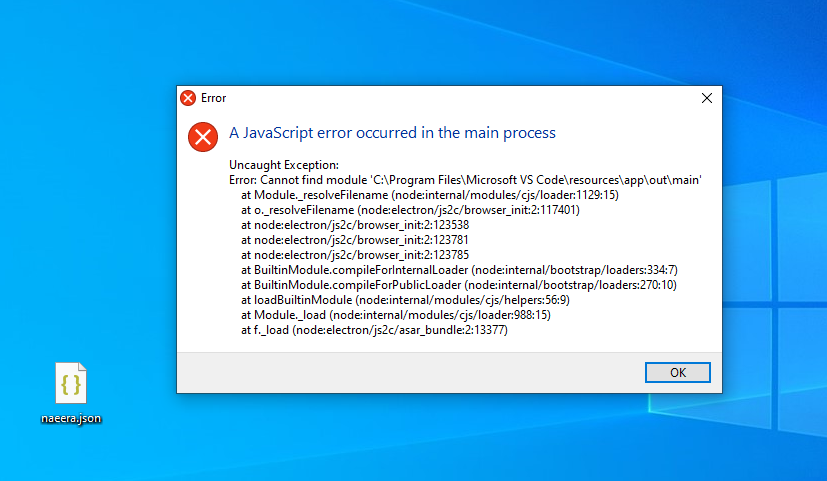 Error
A JavaScript error occurred in the main process
Uncaught Exception:
Error: Cannot find module 'C:\Program Files\Microsoft VS Code\resources\app\out\main'
at Module._resolveFilename (node:internal/modules/cjs/loader:1129:15)
at o._resolveFilename (node:electron/js2c/browser_init:2:117401)
at node:electron/js2c/browser_init:2:123538
at node:electron/js2c/browser_init:2:123781
at node:electron/js2c/browser_init:2:123785
at BuiltinModule.compileForInternalLoader (node:internal/bootstrap/loaders:334:7)
at BuiltinModule.compileForPublicLoader (node:internal/bootstrap/loaders:270:10)
at loadBuiltinModule (node:internal/modules/cjs/helpers:56:9)
at Module._load (node:internal/modules/cjs/loader:988:15)
at f._load (node:electron/js2c/asar_bundle:2:13377)
OK
{ }
naeera.json